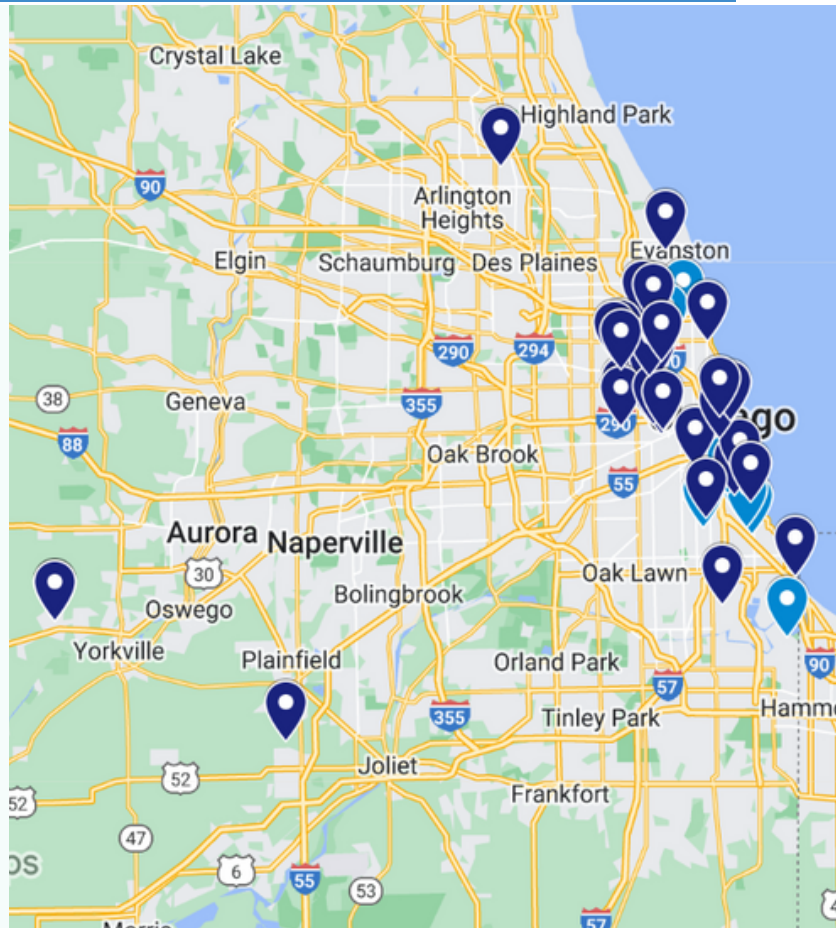 Crystal Lake
Highland Park
90
Arlington
Heights
Evanston
Elgin
Schaumburg
Des Plaines
290
294
38
Geneva
355
290
88
Oak Brook
55
Aurora
Naperville
30
Oak Lawn
Oswego
Bolingbrook
Yorkville
Plainfield
Orland Park
90
57
355
Tinley Park
Hammo
Joliet
52
52
Frankfort
47
6
55
53
57